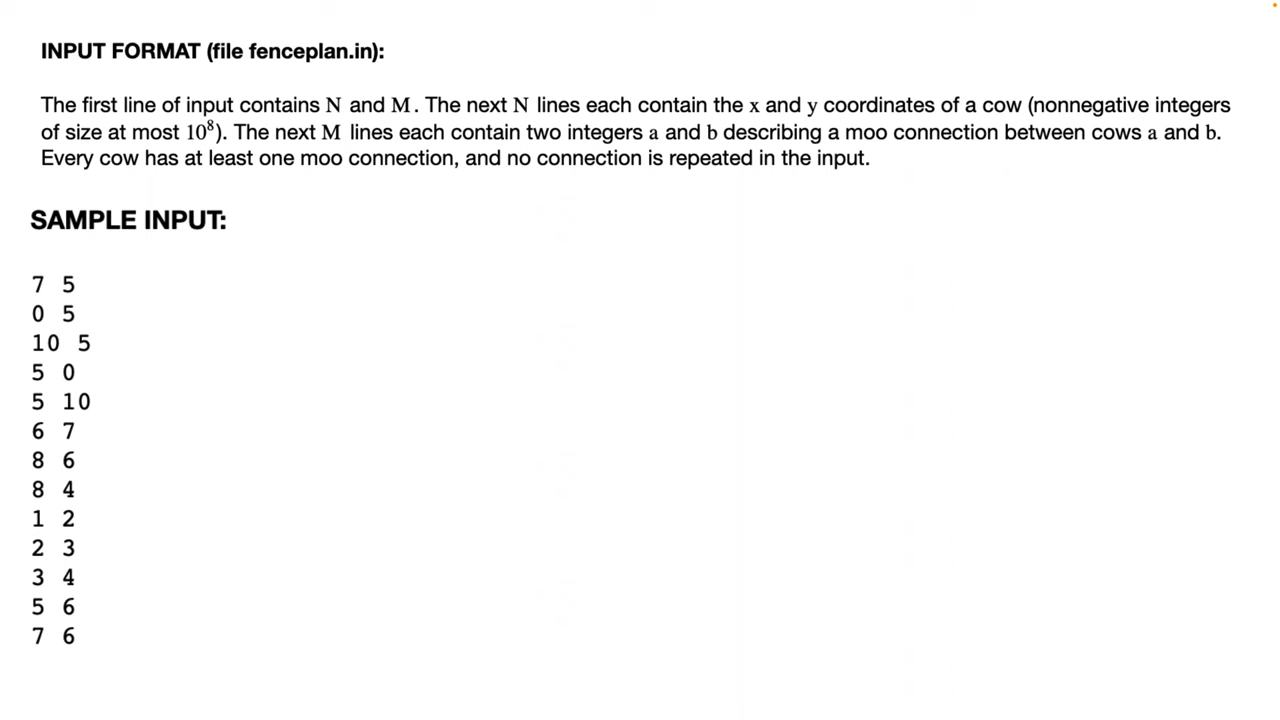 INPUT FORMAT (file fenceplan.in):
The first line of input contains N and M. The next N lines each contain the x and y coordinates of a cow (nonnegative integers
of size at most 10⁸). The next M lines each contain two integers a and b describing a moo connection between cows a and b.
Every cow has at least one moo connection, and no connection is repeated in the input.
SAMPLE INPUT:
7 5
0 5
10 5
5 0
5 10
6 7
8 6
8 4
1 2
2 3
3 4
5 6
7 6